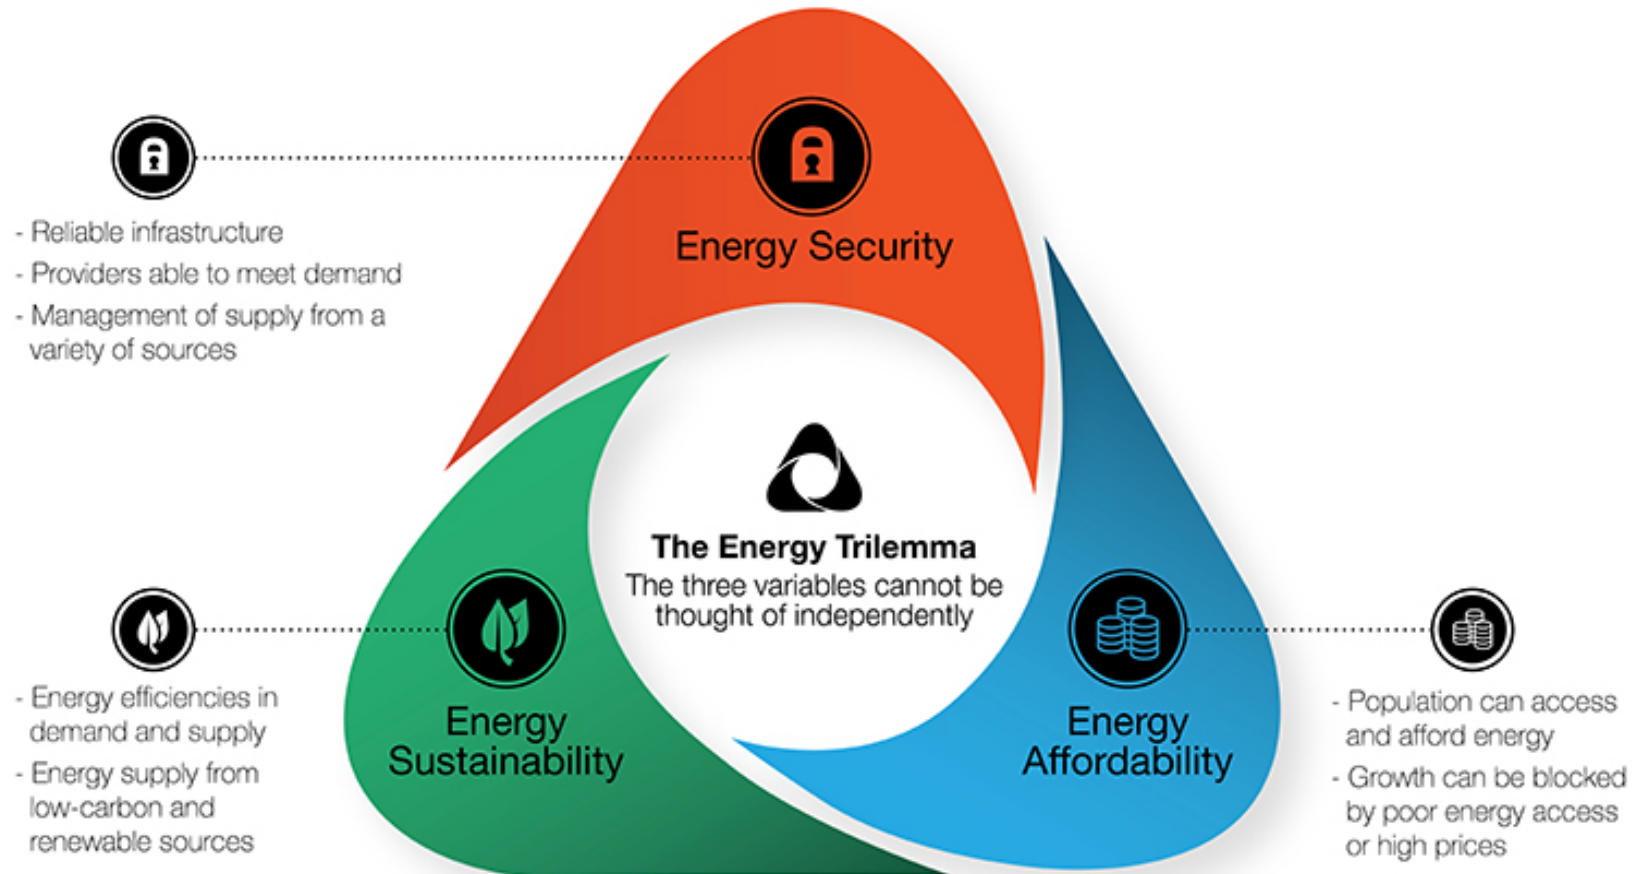 Energy Security
- Reliable infrastructure
- Providers able to meet demand
- Management of supply from a
variety of sources
The Energy Trilemma
The three variables cannot be
thought of independently
Energy
Sustainability
- Energy efficiencies in
demand and supply
- Energy supply from
low-carbon and
renewable sources
Energy
Affordability
- Population can access
and afford energy
- Growth can be blocked
by poor energy access
or high prices